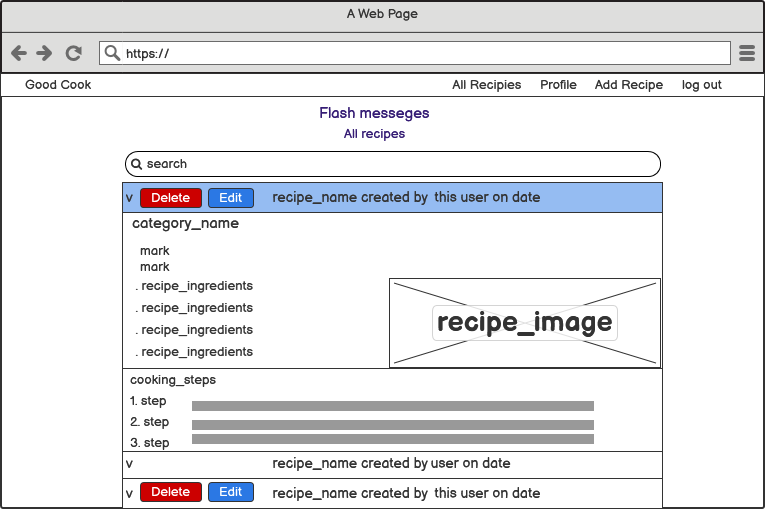 A Web Page
https://
Good Cook All Recipies Profile Add Recipe log out
Flash messeges
All recipes
search
v Delete Edit recipe_name created by this user on date
category_name
mark
mark
. recipe_ingredients
. recipe_ingredients
recipe_image
. recipe_ingredients
. recipe_ingredients
cooking_steps
1. step
2. step
3. step
v recipe_name created by user on date
v Delete Edit recipe_name created by this user on date